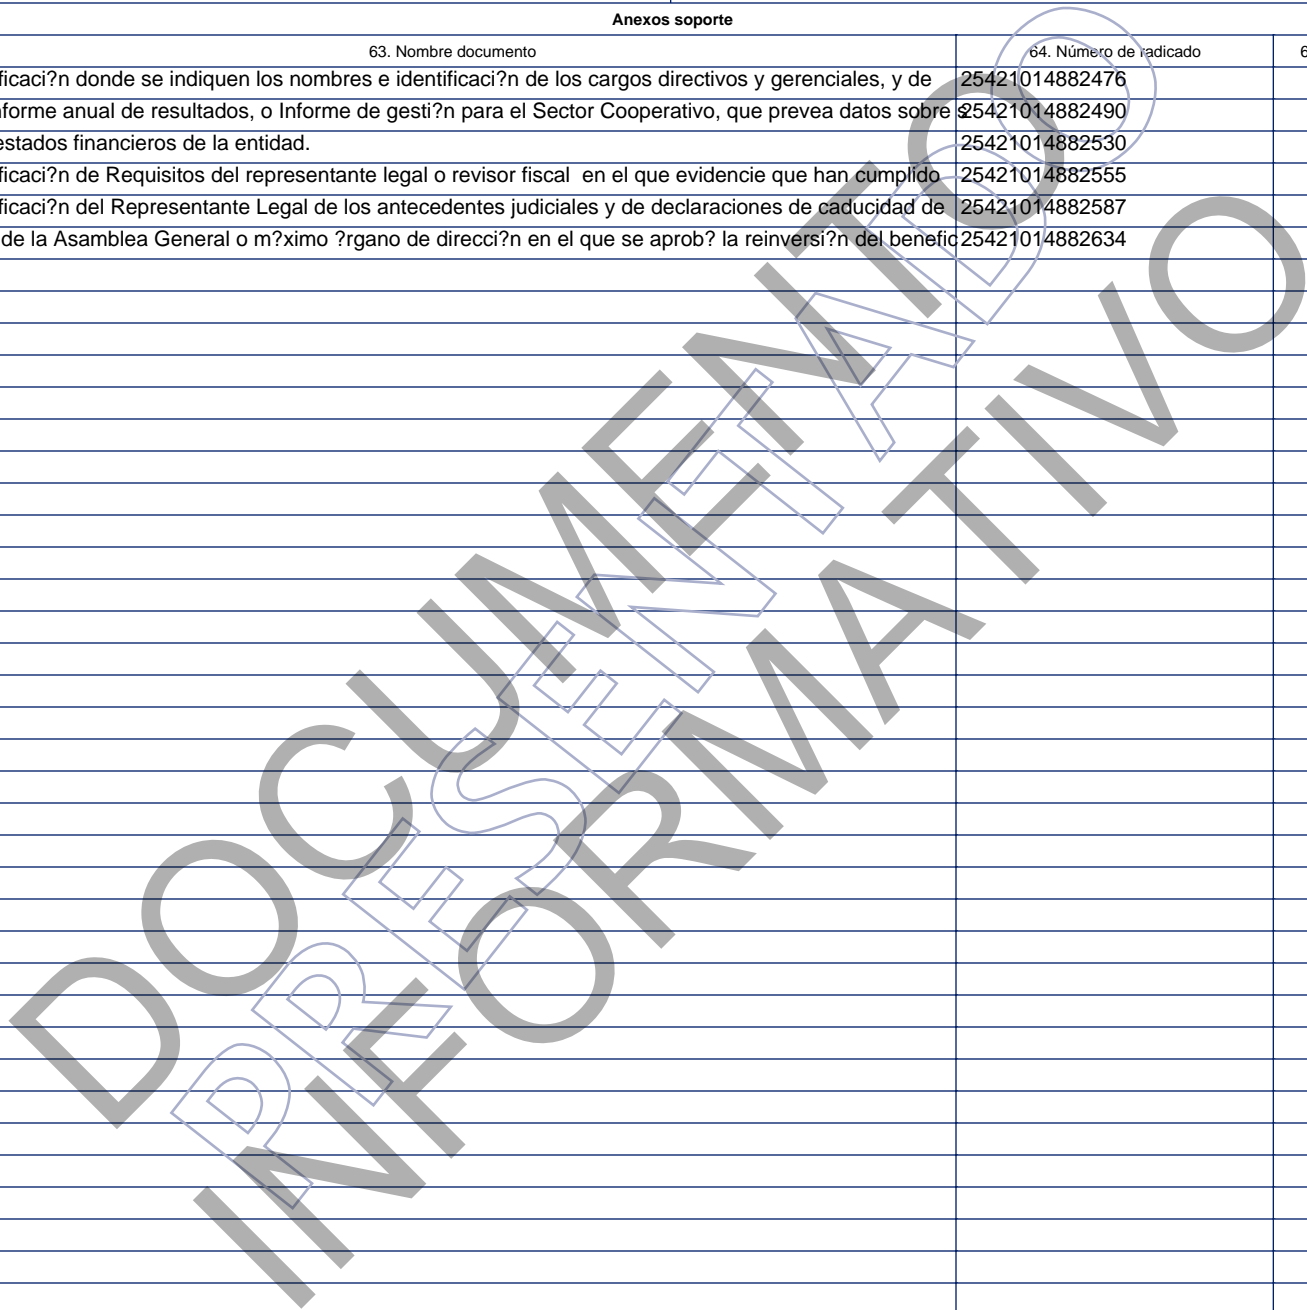 Anexos soporte
63. Nombre documento 64. Número de radicado 6
ficaci?n donde se indiquen los nombres e identificaci?n de los cargos directivos y gerenciales, y de 25421014882476
nforme anual de resultados, o Informe de gesti?n para el Sector Cooperativo, que prevea datos sobre s 25421014882490
estados financieros de la entidad. 25421014882530
ficaci?n de Requisitos del representante legal o revisor fiscal en el que evidencie que han cumplido 25421014882555
ficaci?n del Representante Legal de los antecedentes judiciales y de declaraciones de caducidad de 25421014882587
de la Asamblea General o m?ximo ?rgano de direcci?n en el que se aprob? la reinversi?n del benefic 25421014882634
DOCUMENTO
PRESENTADO
INFORMATIVO